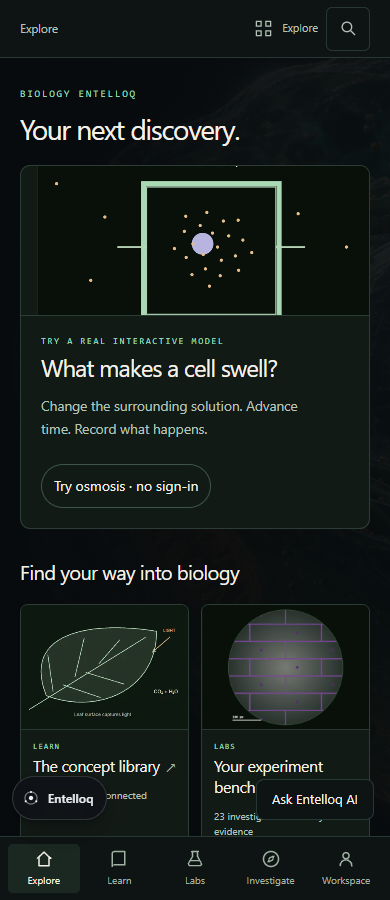 Explore
Explore
BIOLOGY ENTELLOQ
Your next discovery.
TRY A REAL INTERACTIVE MODEL
What makes a cell swell?
Change the surrounding solution. Advance
time. Record what happens.
Try osmosis · no sign-in
Find your way into biology
LIGHT
CO₂ + H₂O
Leaf surface captures light
LEARN
The concept library ↗
onnected
LABS
Your experiment
bench
23 investig
evidence
Entelloq
Ask Entelloq AI
Explore
Learn
Labs
Investigate
Workspace